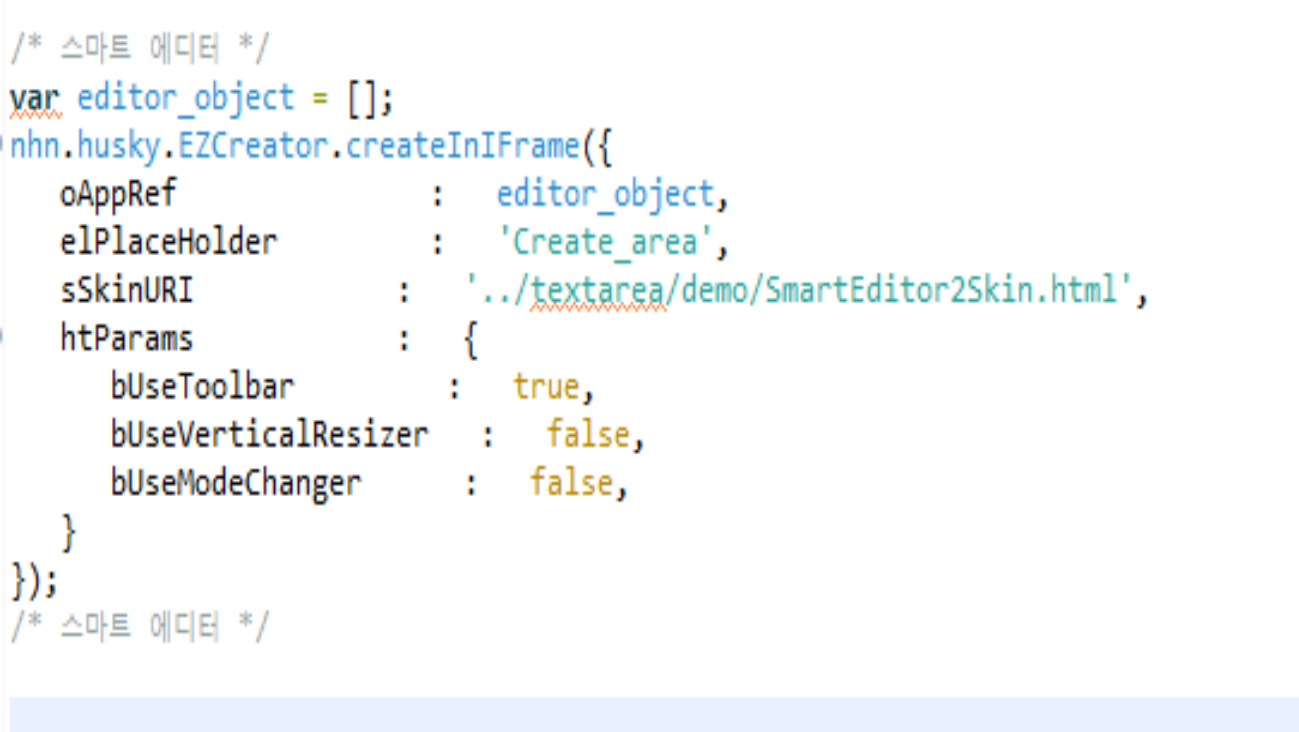 /* 스마트 에디터 */
var editor_object = [];
nhn.husky.EZCreator.createInIFrame({
oAppRef : editor_object,
elPlaceHolder : 'Create_area',
sSkinURI : '../textarea/demo/SmartEditor2Skin.html',
htParams : {
bUseToolbar : true,
bUseVerticalResizer : false,
bUseModeChanger : false,
}
});
/* 스마트 에디터 */